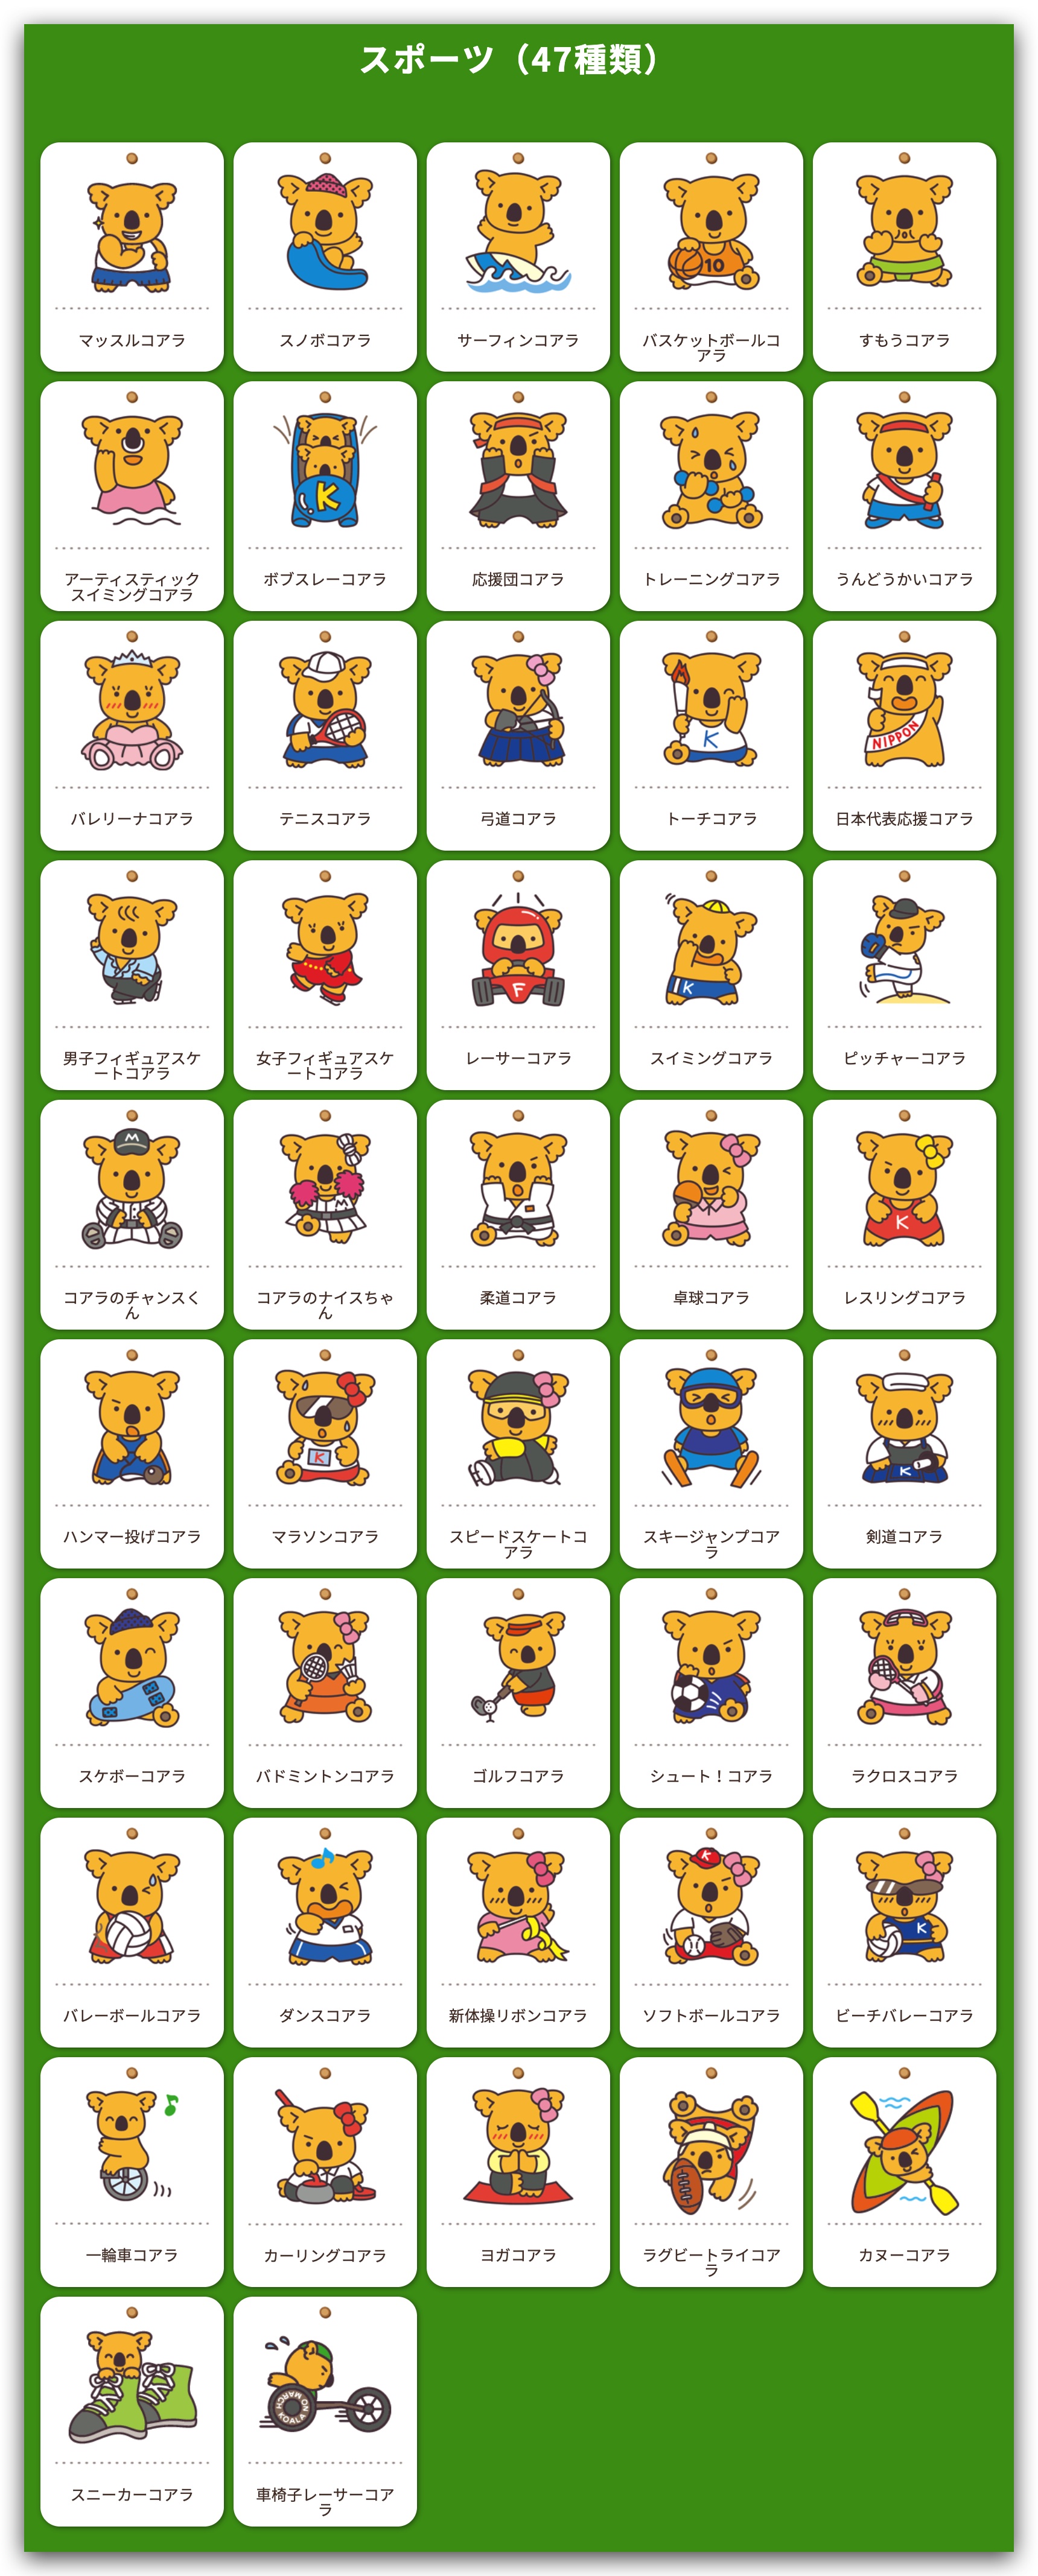 スポーツ（47種類）
10
マッスルコアラ
スノボコアラ
サーフィンコアラ
バスケットボールコ
アラ
すもうコアラ
K
アーティスティック
スイミングコアラ
ボブスレーコアラ
応援団コアラ
トレーニングコアラ
うんどうかいコアラ
K
NIPPON
バレリーナコアラ
テニスコアラ
弓道コアラ
トーチコアラ
日本代表応援コアラ
F
K
男子フィギュアスケ
ートコアラ
女子フィギュアスケ
ートコアラ
レーサーコアラ
スイミングコアラ
ピッチャーコアラ
M
M
K
コアラのチャンスく
ん
コアラのナイスちゃ
ん
柔道コアラ
卓球コアラ
レスリングコアラ
K
K
ハンマー投げコアラ
マラソンコアラ
スピードスケートコ
アラ
スキージャンプコア
ラ
剣道コアラ
スケボーコアラ
バドミントンコアラ
ゴルフコアラ
シュート！コアラ
ラクロスコアラ
K
K
バレーボールコアラ
ダンスコアラ
新体操リボンコアラ
ソフトボールコアラ
ビーチバレーコアラ
一輪車コアラ
カーリングコアラ
ヨガコアラ
ラグビートライコア
ラ
カヌーコアラ
KOALA NO MARCH
スニーカーコアラ
車椅子レーサーコア
ラ